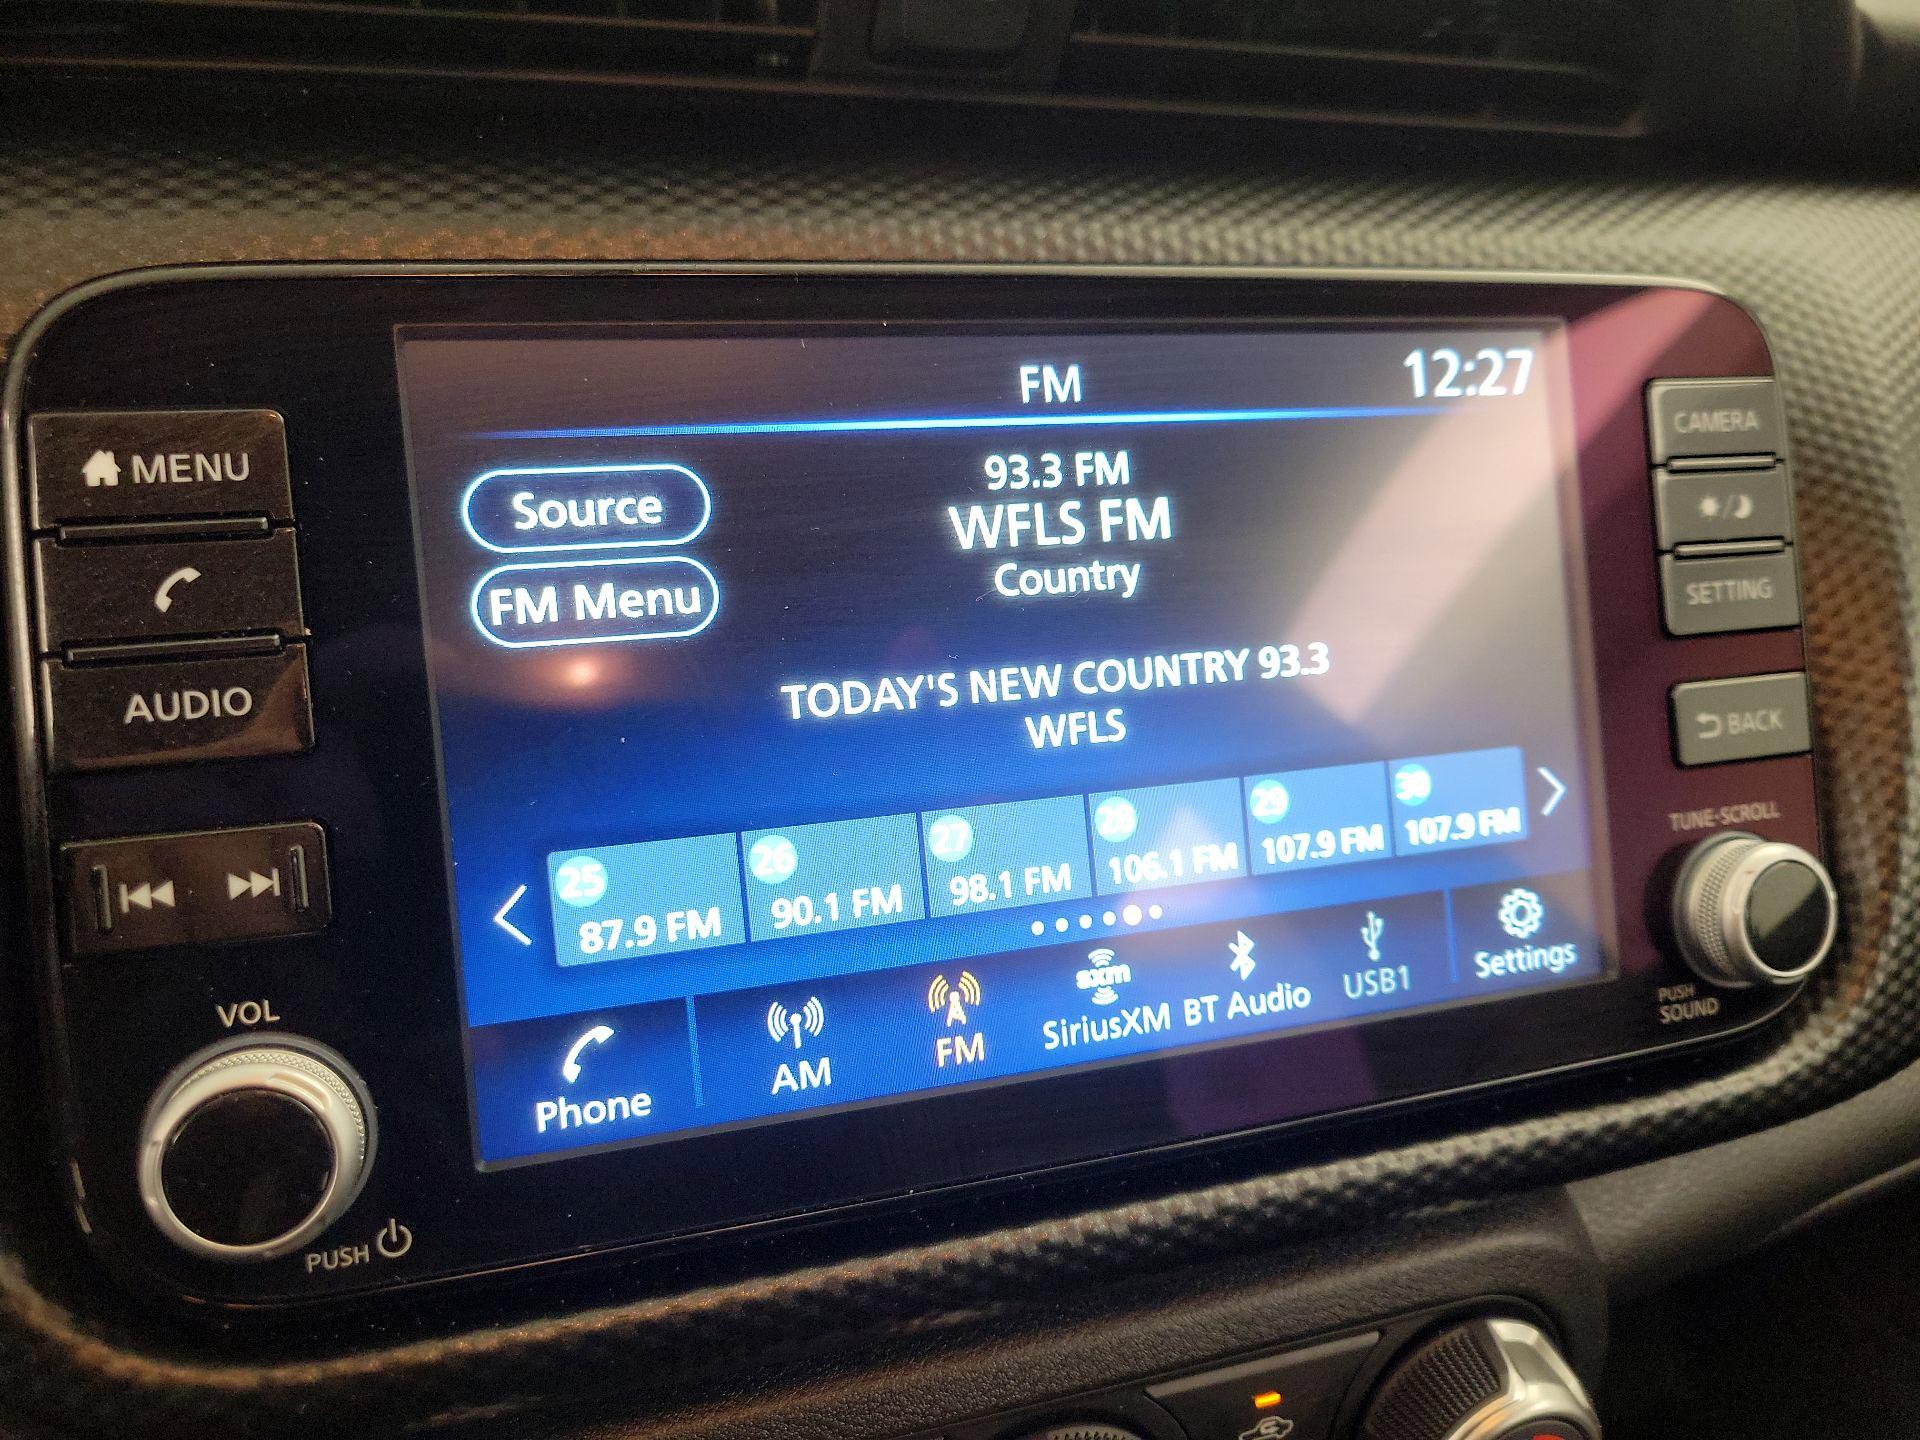 FM
12:27
MENU
AUDIO
VOL
PUSH
Source
FM Menu
93.3 FM
WFLS FM
Country
TODAY'S NEW COUNTRY 93.3
WFLS
25
87.9 FM
26
90.1 FM
27
98.1 FM
28
106.1 FM
29
107.9 FM
30
107.9 FM
Phone
AM
FM
sxm
SiriusXM
BT Audio
USB1
Settings
CAMERA
SETTING
BACK
TUNE·SCROLL
PUSH
SOUND